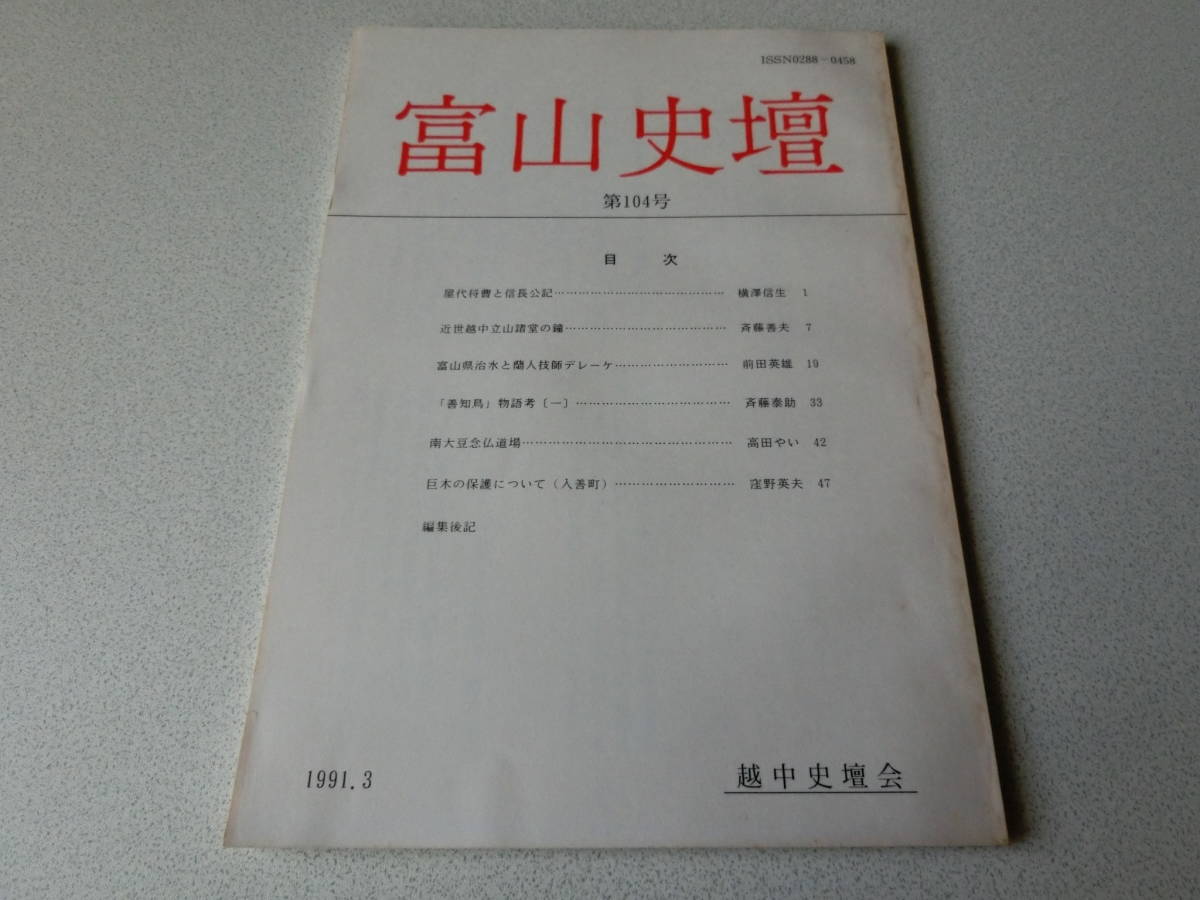 ISSN0288-0458
富山史壇
第104号
目次
屋代将曹と信長公記…………………………………… 横澤信生 1
近世越中立山諸堂の鐘………………………………… 斉藤善夫 7
富山県治水と蘭人技師デレーケ……………………… 前田英雄 19
「善知鳥」物語考〔一〕……………………………… 斉藤泰助 33
南大豆念仏道場………………………………………… 高田やい 42
巨木の保護について(入善町)……………………… 窪野英夫 47
編集後記
1991.3
越中史壇会